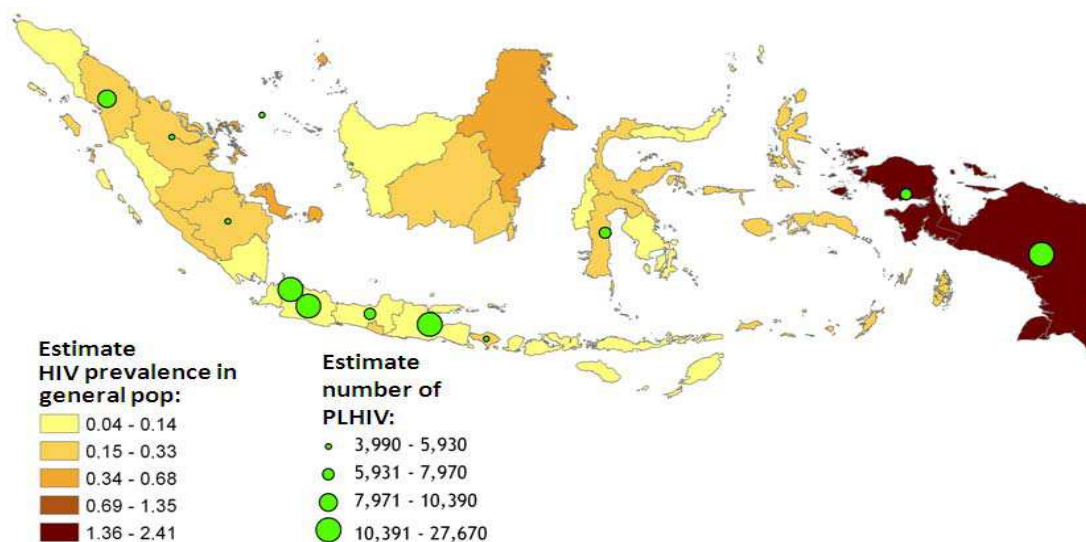 Estimate
HIV prevalence in
general pop:
0.04 - 0.14
0.15 - 0.33
0.34 - 0.68
0.69 - 1.35
1.36 - 2.41
Estimate
number of
PLHIV:
3,990 - 5,930
5,931 - 7,970
7,971 - 10,390
10,391 - 27,670